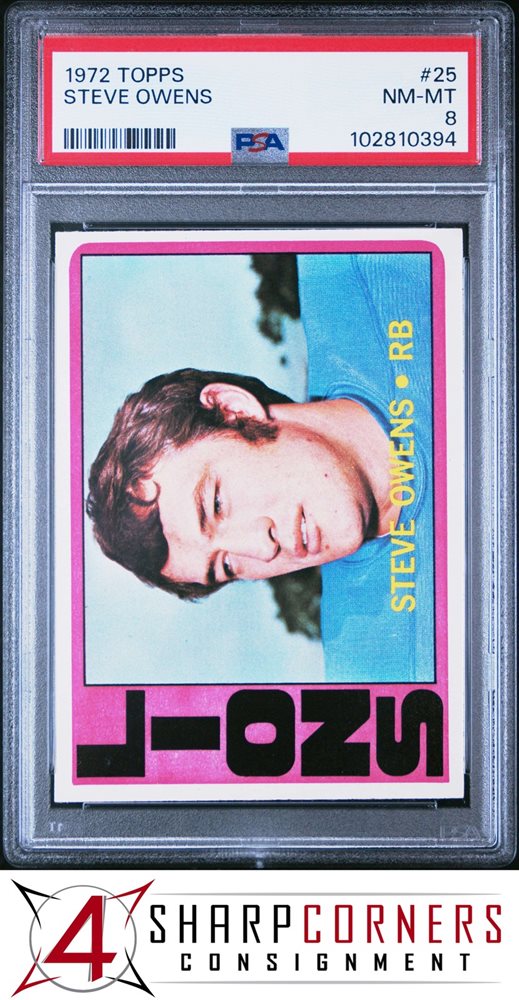 1972 TOPPS #25
STEVE OWENS NM-MT
8
PSA 102810394
LIONS
STEVE OWENS • RB
4 SHARPCORNERS
CONSIGNMENT